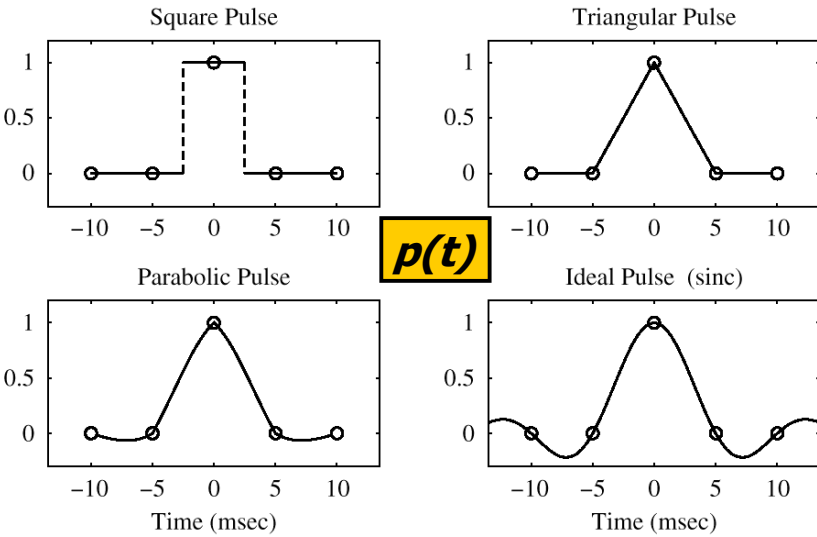 Square Pulse
Triangular Pulse
1
0.5
0
−10 −5 0 5 10
1
0.5
0
−10 −5 0 5 10
p(t)
Parabolic Pulse
Ideal Pulse (sinc)
1
0.5
0
−10 −5 0 5 10
Time (msec)
1
0.5
0
−10 −5 0 5 10
Time (msec)